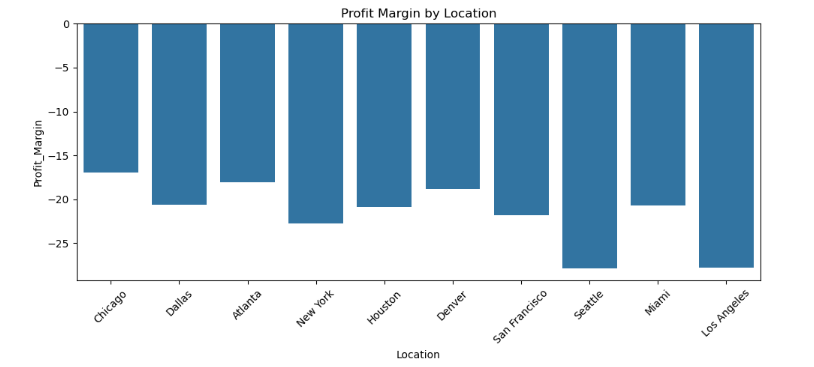 Profit Margin by Location
0
−5
−10
−15
−20
−25
Profit_Margin
Chicago
Dallas
Atlanta
New York
Houston
Denver
San Francisco
Seattle
Miami
Los Angeles
Location